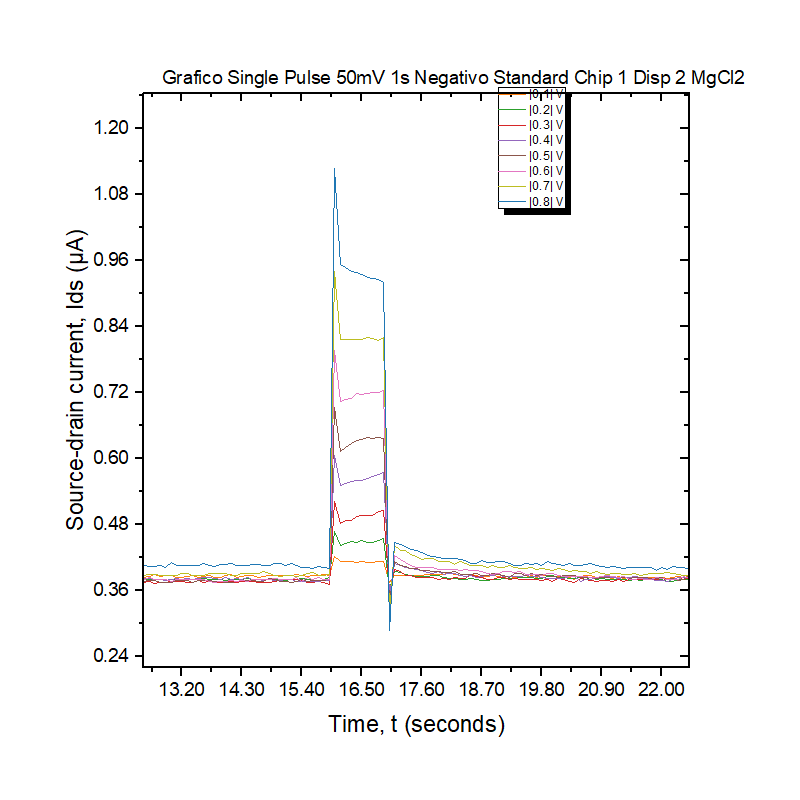 Grafico Single Pulse 50mV 1s Negativo Standard Chip 1 Disp 2 MgCl2
|0.1| V
|0.2| V
|0.3| V
|0.4| V
|0.5| V
|0.6| V
|0.7| V
|0.8| V
1.20
1.08
0.96
0.84
0.72
0.60
0.48
0.36
0.24
Source-drain current, Ids (µA)
13.20 14.30 15.40 16.50 17.60 18.70 19.80 20.90 22.00
Time, t (seconds)